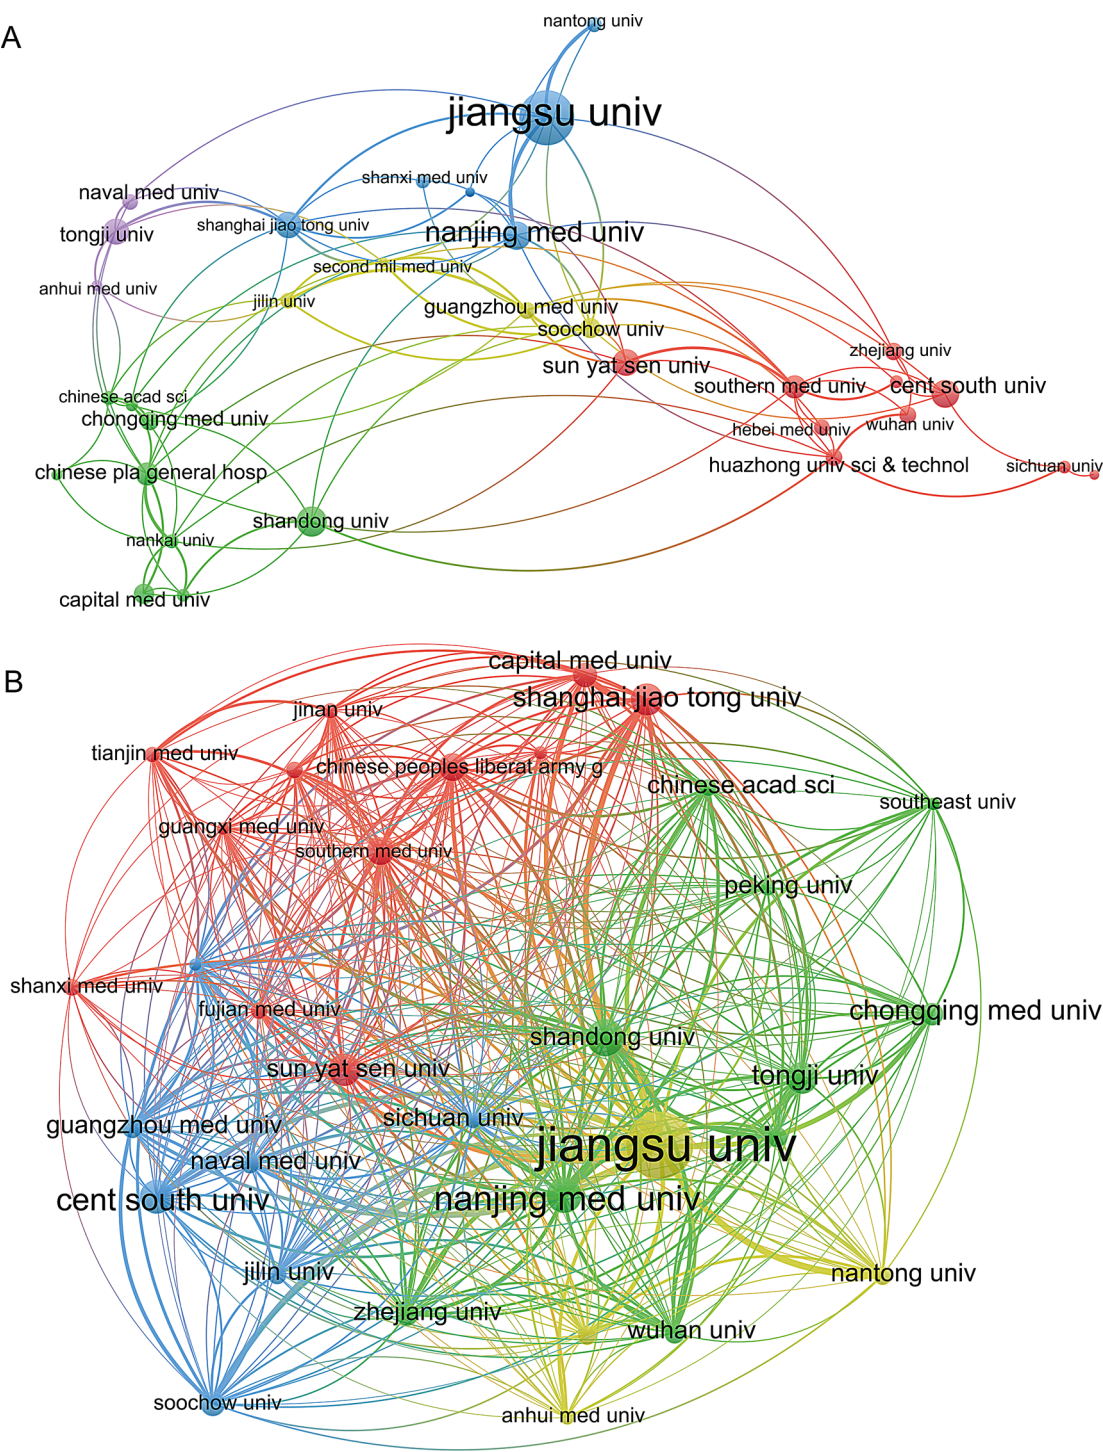 A
nantong univ
jiangsu univ
shanxi med univ
naval med univ
shanghai jiao tong univ
tongji univ
nanjing med univ
second mil med univ
anhui med univ
jilin univ
guangzhou med univ
soochow univ
zhejiang univ
sun yat sen univ
southern med univ
cent south univ
chinese acad sci
chongqing med univ
wuhan univ
hebei med univ
huazhong univ sci & technol
sichuan univ
chinese pla general hosp
shandong univ
nankai univ
capital med univ
B
capital med univ
shanghai jiao tong univ
jinan univ
tianjin med univ
chinese peoples liberat army g
chinese acad sci
southeast univ
guangxi med univ
southern med univ
peking univ
shanxi med univ
fujian med univ
chongqing med univ
shandong univ
sun yat sen univ
tongji univ
sichuan univ
guangzhou med univ
jiangsu univ
naval med univ
cent south univ
nanjing med univ
jilin univ
nantong univ
zhejiang univ
wuhan univ
soochow univ
anhui med univ